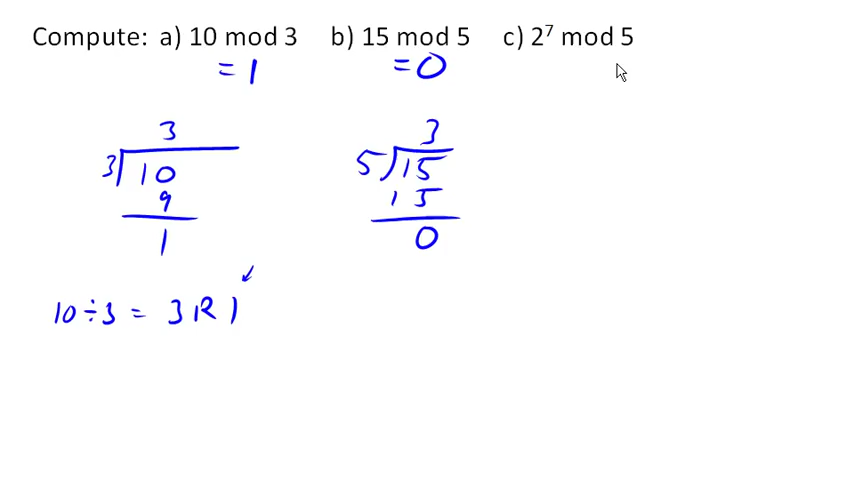 Compute: a) 10 mod 3 b) 15 mod 5 c) 2⁷ mod 5
= 1 = 0
3
3 10
9
1
10 ÷ 3 = 3 R 1
3
5 15
15
0